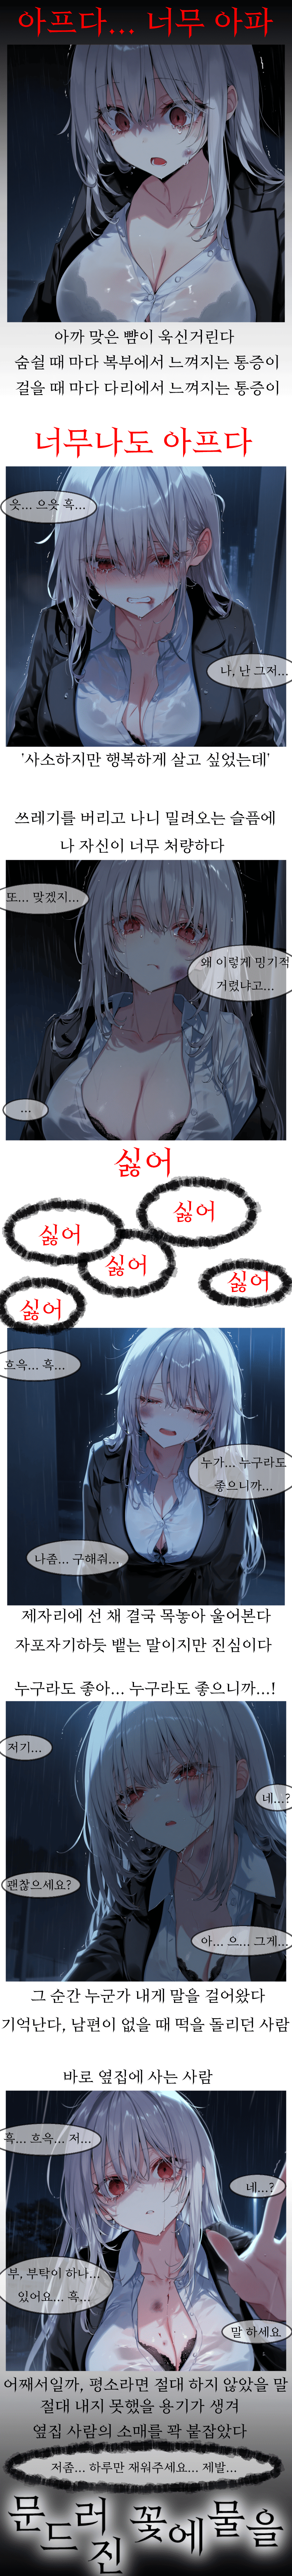 아프다... 너무 아파
아까 맞은 뺨이 욱신거린다
숨쉴 때 마다 복부에서 느껴지는 통증이
걸을 때 마다 다리에서 느껴지는 통증이
너무나도 아프다
읏... 으읏 흑...
나, 난 그저...
'사소하지만 행복하게 살고 싶었는데'
쓰레기를 버리고 나니 밀려오는 슬픔에
나 자신이 너무 처량하다
또... 맞겠지...
왜 이렇게 밍기적
거렸냐고...
...
싫어
싫어
싫어
싫어
싫어
싫어
흐윽... 흑...
누가... 누구라도
좋으니까...
나좀... 구해줘...
제자리에 선 채 결국 목놓아 울어본다
자포자기하듯 뱉는 말이지만 진심이다
누구라도 좋아... 누구라도 좋으니까...!
저기...
네...?
괜찮으세요?
아... 으... 그게...
그 순간 누군가 내게 말을 걸어왔다
기억난다, 남편이 없을 때 떡을 돌리던 사람
바로 옆집에 사는 사람
흑... 흐윽... 저...
네...?
부, 부탁이 하나...
있어요.... 흑...
말 하세요
어째서일까, 평소라면 절대 하지 않았을 말
절대 내지 못했을 용기가 생겨
옆집 사람의 소매를 꽉 붙잡았다
저좀... 하루만 재워주세요... 제발...
문드러진 꽃에 물을